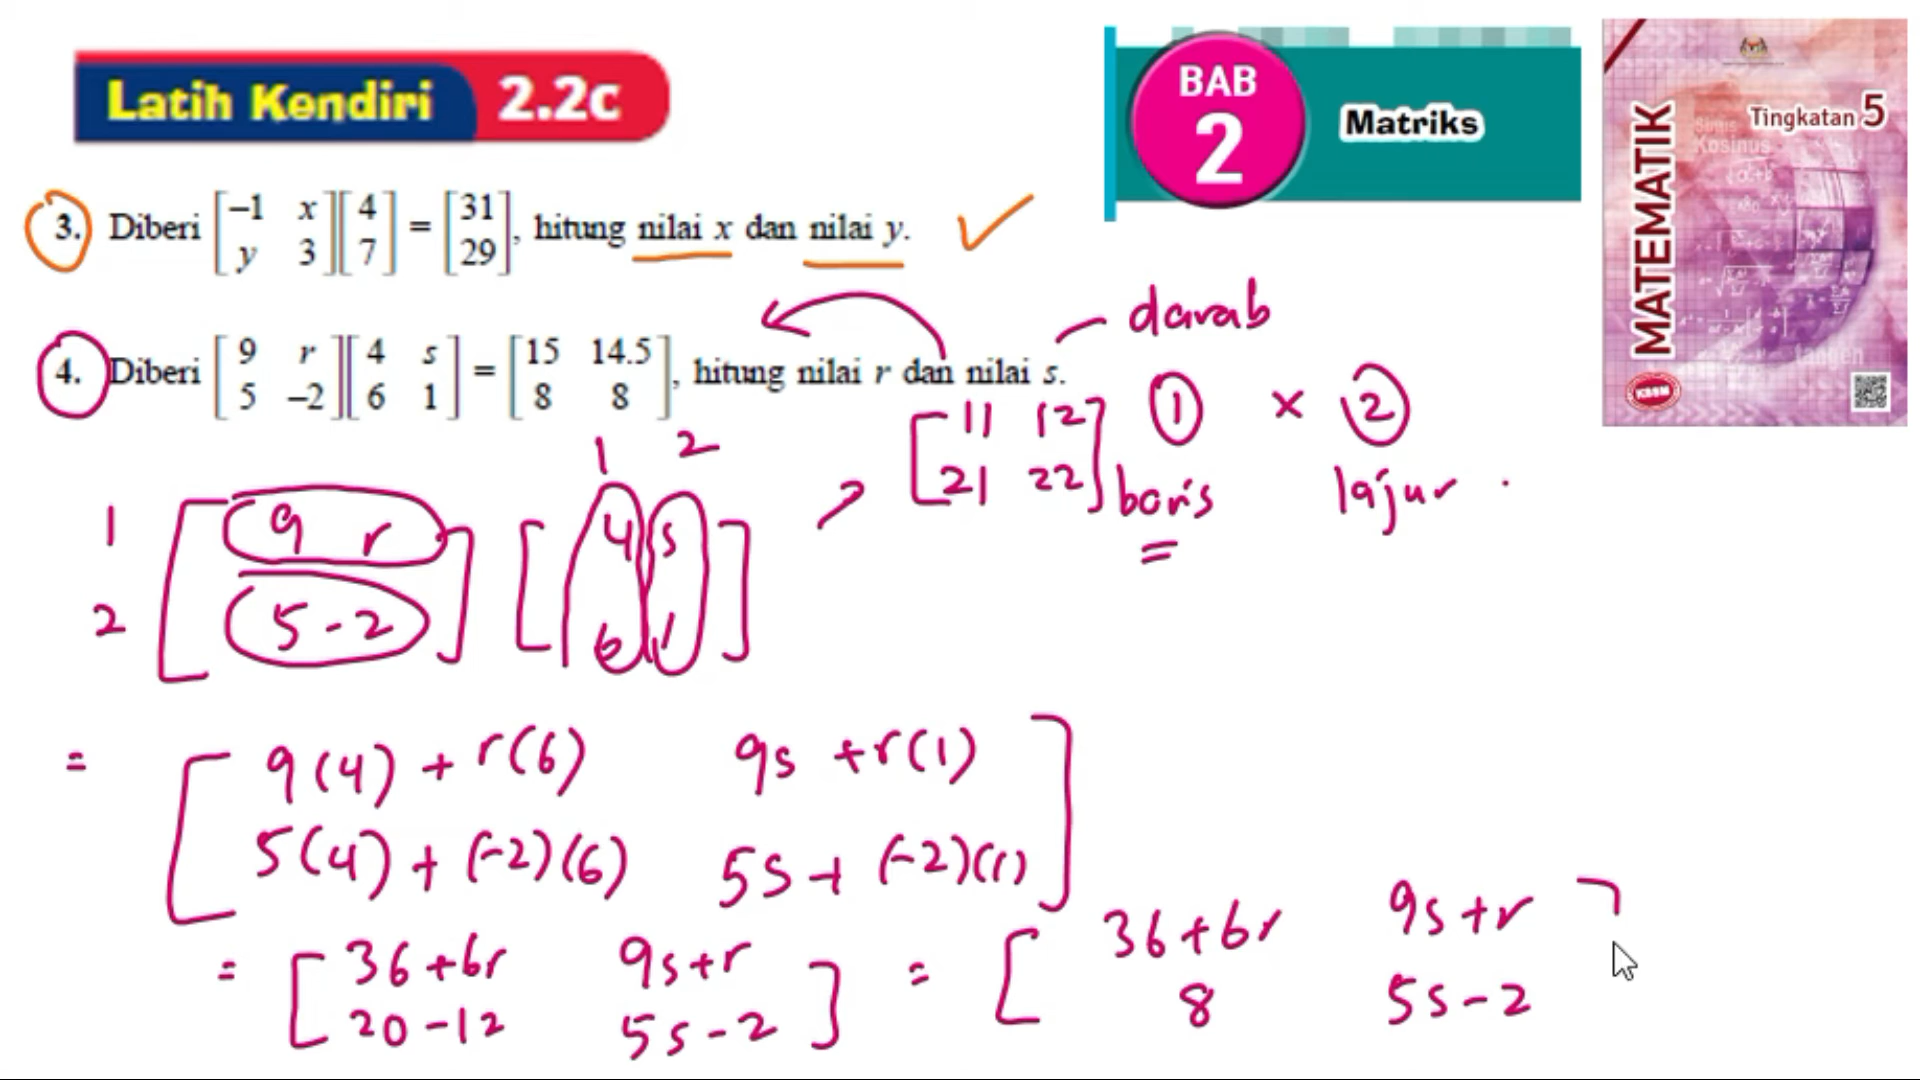 Latih Kendiri 2.2c
BAB 2 Matriks
MATEMATIK
Tingkatan 5
KBSM
3. Diberi [−1 x; y 3][4; 7] = [31; 29], hitung nilai x dan nilai y.
4. Diberi [9 r; 5 −2][4 s; 6 1] = [15 14.5; 8 8], hitung nilai r dan nilai s.
darab
[11 12
21 22]
① × ②
baris lajur
=
1 2
1 [9 r] [4 s]
2 [5 -2] [6 1]
= [9(4) + r(6) 9s + r(1)
5(4) + (-2)(6) 5s + (-2)(1)]
= [36+6r 9s+r] = [36+6r 9s+r]
[20-12 5s-2] [8 5s-2